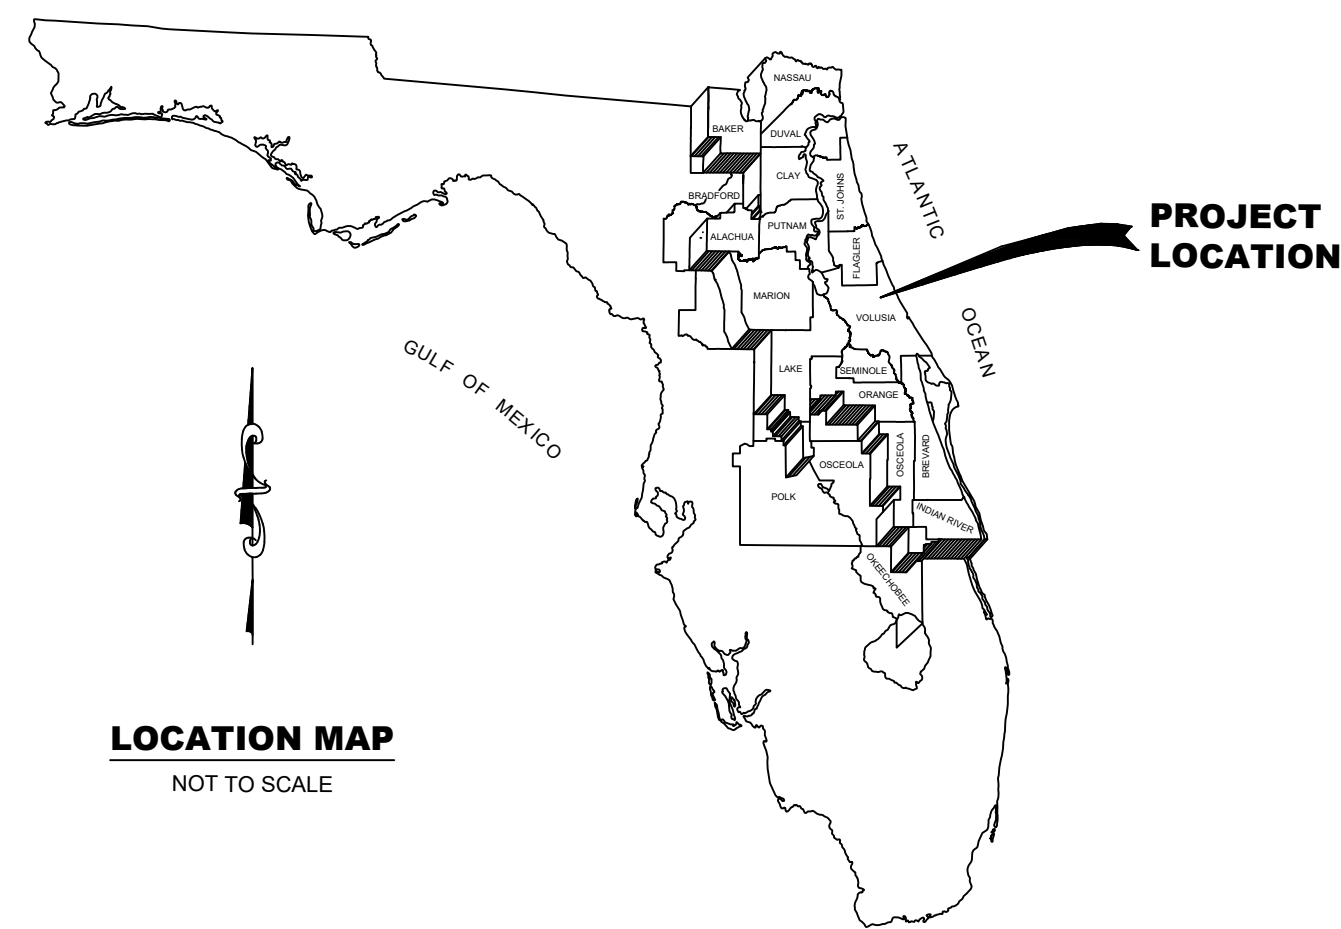 NASSAU
BAKER
DUVAL
CLAY
BRADFORD
ST. JOHNS
ALACHUA
PUTNAM
FLAGLER
MARION
VOLUSIA
LAKE
SEMINOLE
ORANGE
OSCEOLA
OSCEOLA
BREVARD
POLK
INDIAN RIVER
OKEECHOBEE
ATLANTIC
OCEAN
PROJECT
LOCATION
GULF OF MEXICO
LOCATION MAP
NOT TO SCALE